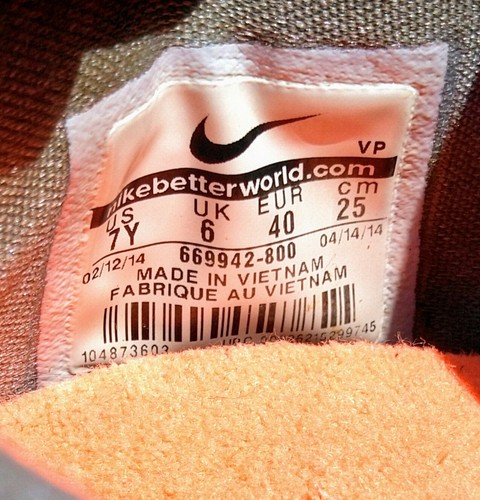 VP
nikebetterworld.com
US UK EUR cm
7Y 6 40 25
02/12/14 669942-800 04/14/14
MADE IN VIETNAM
FABRIQUE AU VIETNAM
104873603